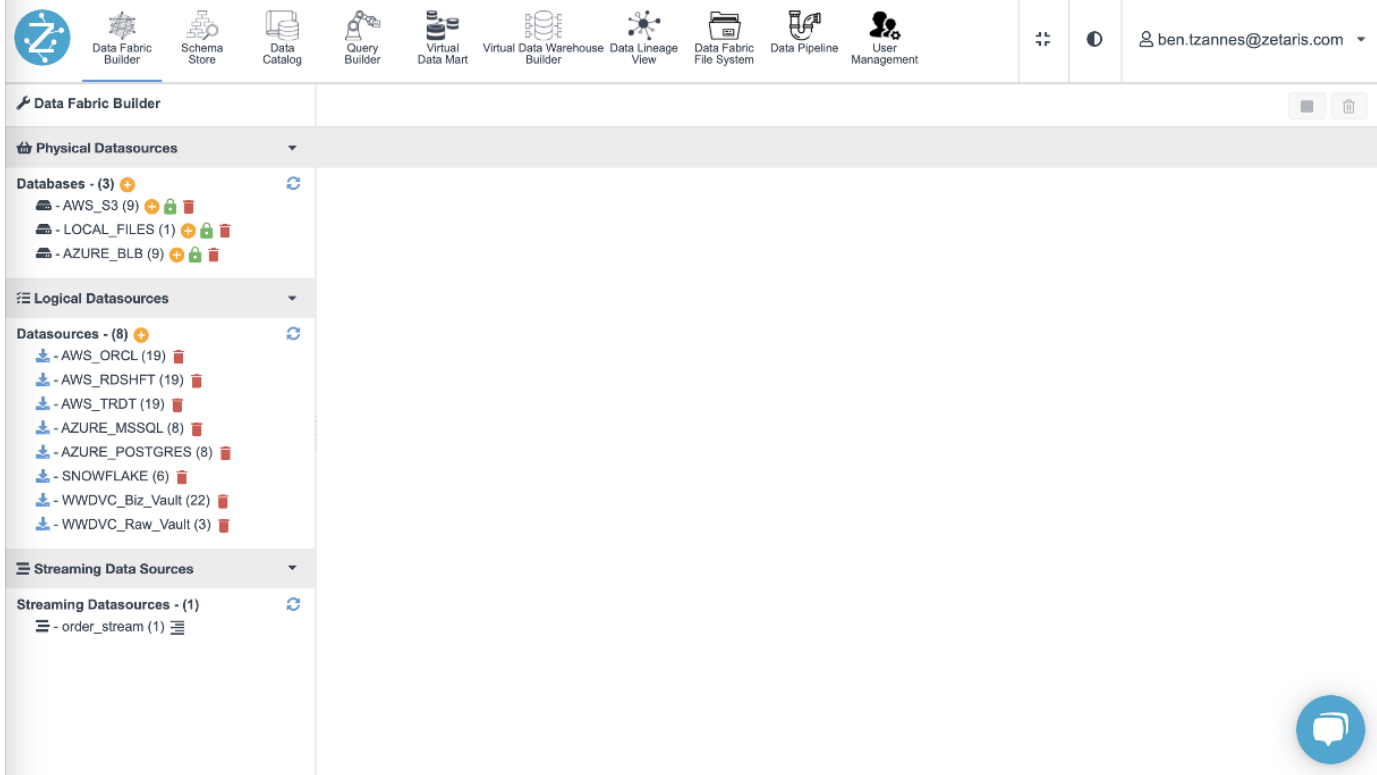 Z
Data Fabric
Builder
Schema
Store
Data
Catalog
Query
Builder
Virtual
Data Mart
Virtual Data Warehouse
Builder
Data Lineage
View
Data Fabric
File System
Data Pipeline
User
Management
ben.tzannes@zetaris.com
Data Fabric Builder
Physical Datasources
Databases - (3)
- AWS_S3 (9)
- LOCAL_FILES (1)
- AZURE_BLB (9)
Logical Datasources
Datasources - (8)
- AWS_ORCL (19)
- AWS_RDSHFT (19)
- AWS_TRDT (19)
- AZURE_MSSQL (8)
- AZURE_POSTGRES (8)
- SNOWFLAKE (6)
- WWDVC_Biz_Vault (22)
- WWDVC_Raw_Vault (3)
Streaming Data Sources
Streaming Datasources - (1)
- order_stream (1)